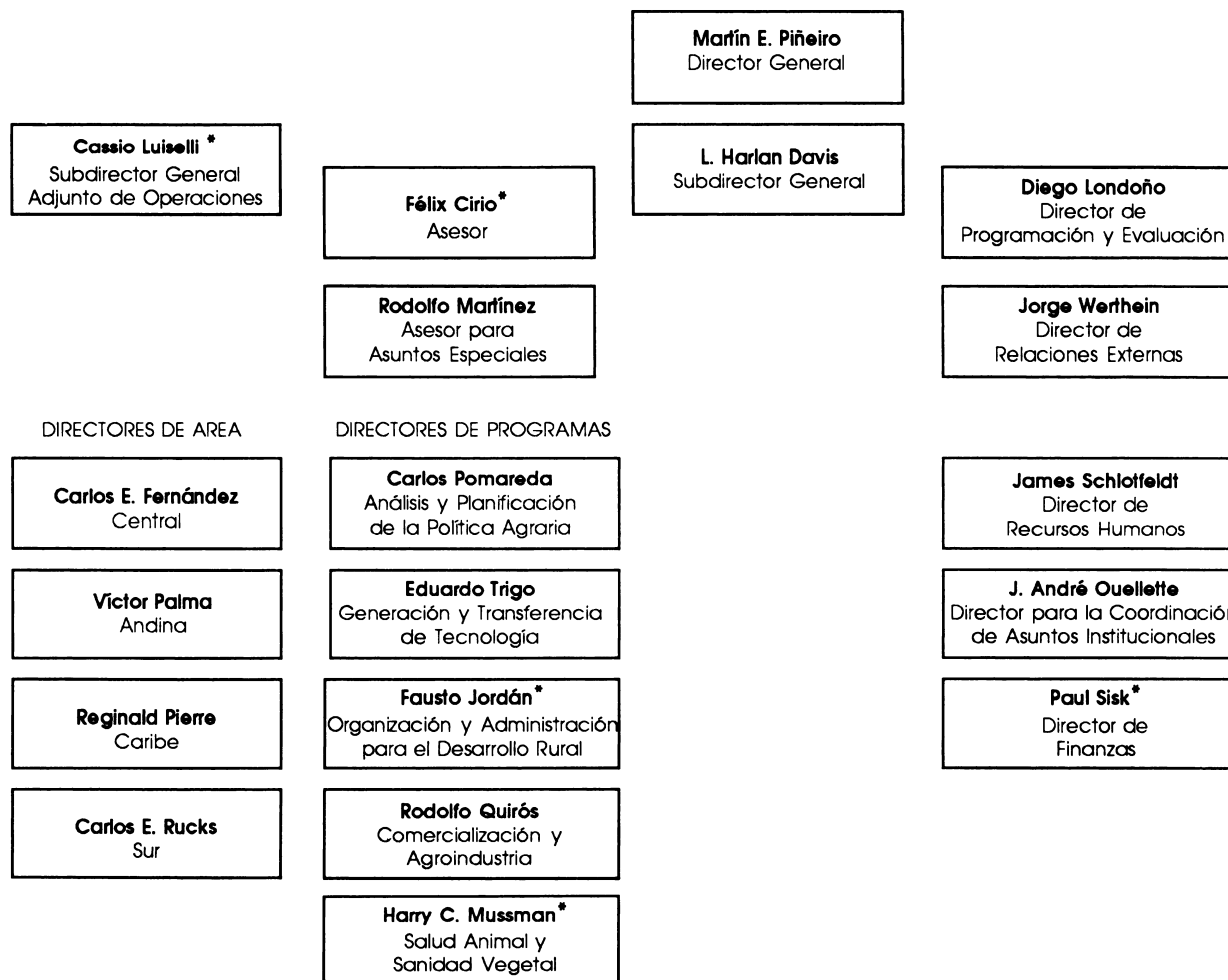 Martín E. Piñeiro
Director General
Cassio Luiselli *
Subdirector General
Adjunto de Operaciones
L. Harlan Davis
Subdirector General
Félix Cirio*
Asesor
Diego Londoño
Director de
Programación y Evaluación
Rodolfo Martínez
Asesor para
Asuntos Especiales
Jorge Werthein
Director de
Relaciones Externas
DIRECTORES DE AREA
Carlos E. Fernández
Central
Víctor Palma
Andina
Reginald Pierre
Caribe
Carlos E. Rucks
Sur
DIRECTORES DE PROGRAMAS
Carlos Pomareda
Análisis y Planificación
de la Política Agraria
Eduardo Trigo
Generación y Transferencia
de Tecnología
Fausto Jordán*
Organización y Administración
para el Desarrollo Rural
Rodolfo Quirós
Comercialización y
Agroindustria
Harry C. Mussman*
Salud Animal y
Sanidad Vegetal
James Schlotfeldt
Director de
Recursos Humanos
J. André Ouellette
Director para la Coordinación
de Asuntos Institucionales
Paul Sisk*
Director de
Finanzas